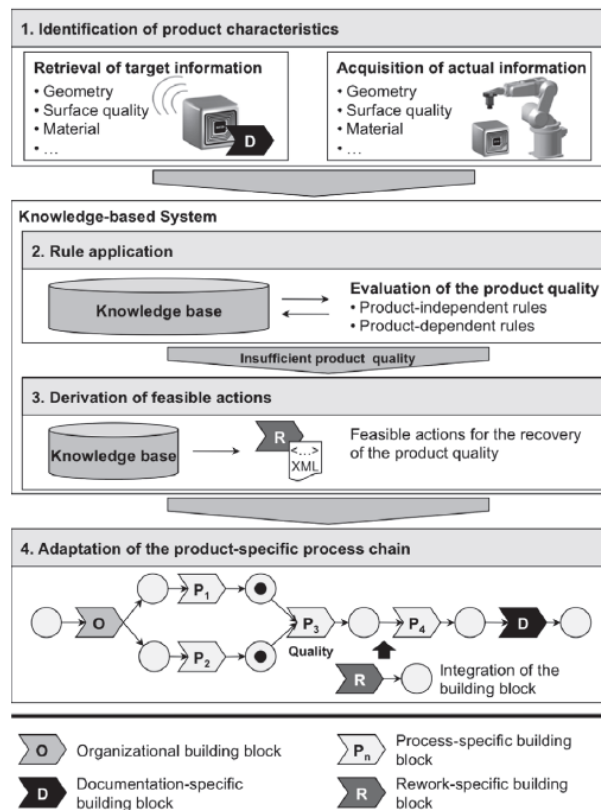 1. Identification of product characteristics
Retrieval of target information
• Geometry
• Surface quality
• Material
• ...
D
Acquisition of actual information
• Geometry
• Surface quality
• Material
• ...
Knowledge-based System
2. Rule application
Knowledge base
Evaluation of the product quality
• Product-independent rules
• Product-dependent rules
Insufficient product quality
3. Derivation of feasible actions
Knowledge base
R
<...>
XML
Feasible actions for the recovery
of the product quality
4. Adaptation of the product-specific process chain
O
P1
P2
P3
Quality
P4
D
R
Integration of the
building block
O
Organizational building block
Pn
Process-specific building
block
D
Documentation-specific
building block
R
Rework-specific building
block